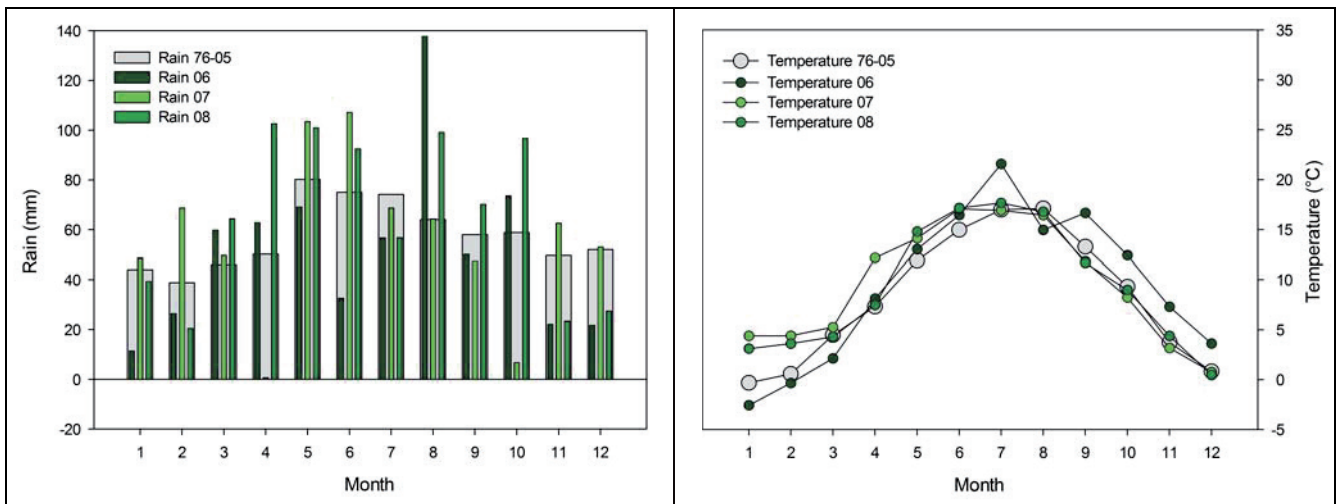 140
120
100
80
60
40
20
0
-20
Rain (mm)
Rain 76-05
Rain 06
Rain 07
Rain 08
1 2 3 4 5 6 7 8 9 10 11 12
Month
Temperature 76-05
Temperature 06
Temperature 07
Temperature 08
35
30
25
20
15
10
5
0
-5
Temperature (°C)
1 2 3 4 5 6 7 8 9 10 11 12
Month